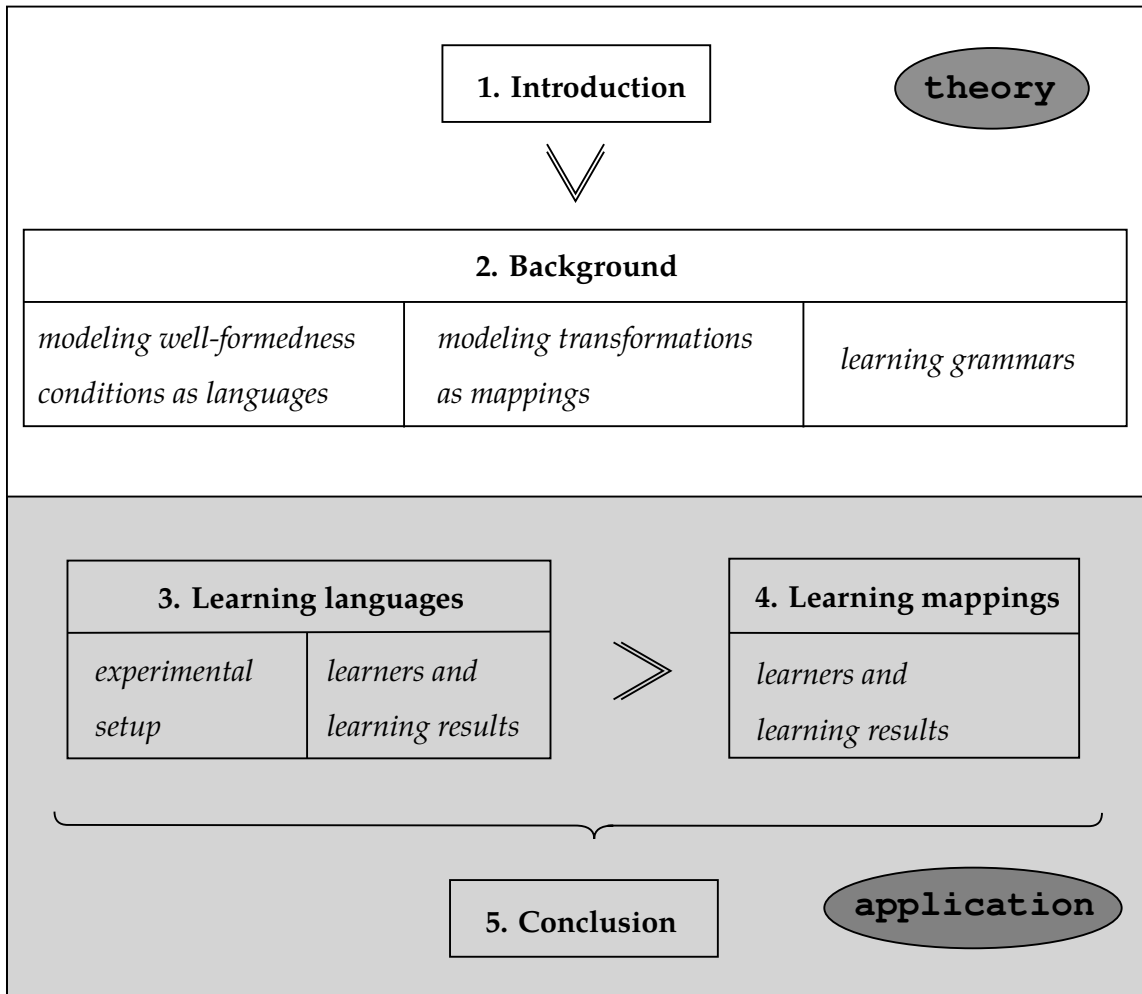 1. Introduction
theory
2. Background
modeling well-formedness
conditions as languages
modeling transformations
as mappings
learning grammars
3. Learning languages
experimental
setup
learners and
learning results
4. Learning mappings
learners and
learning results
5. Conclusion
application